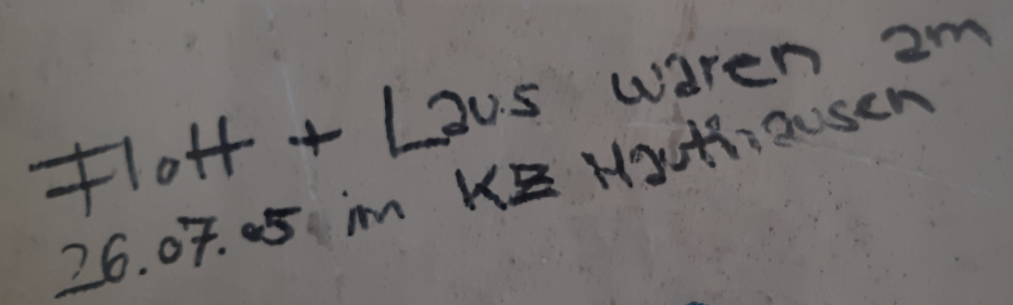 Flott + Laus waren am
26.07.05 im KZ Mauthausen